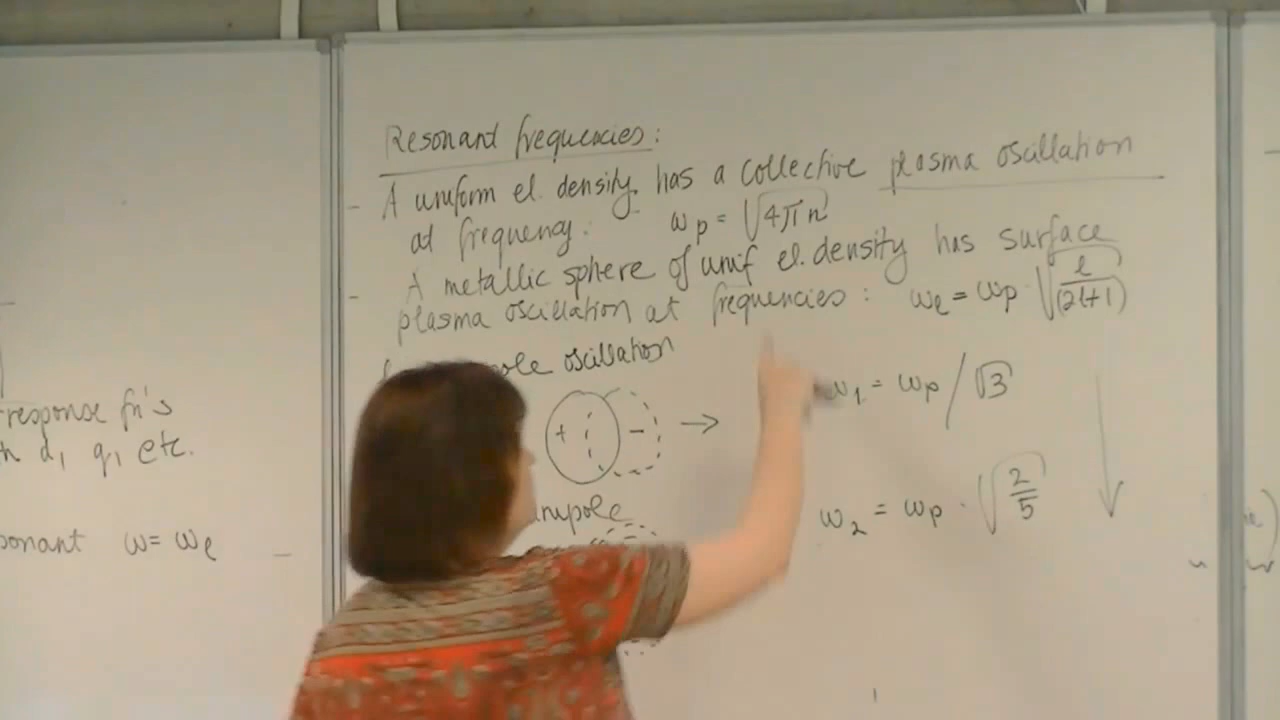 Resonant frequencies:
- A uniform el. density has a collective plasma oscillation
at frequency: ωp = √4πn
- A metallic sphere of unif el. density has surface
plasma oscillation at frequencies: ωl = ωp · √l/(2l+1)
oscillation
+ - → ω1 = ωp / √3
ω2 = ωp · √2/5
response fn's
d1 q1 etc.
ω = ωl -